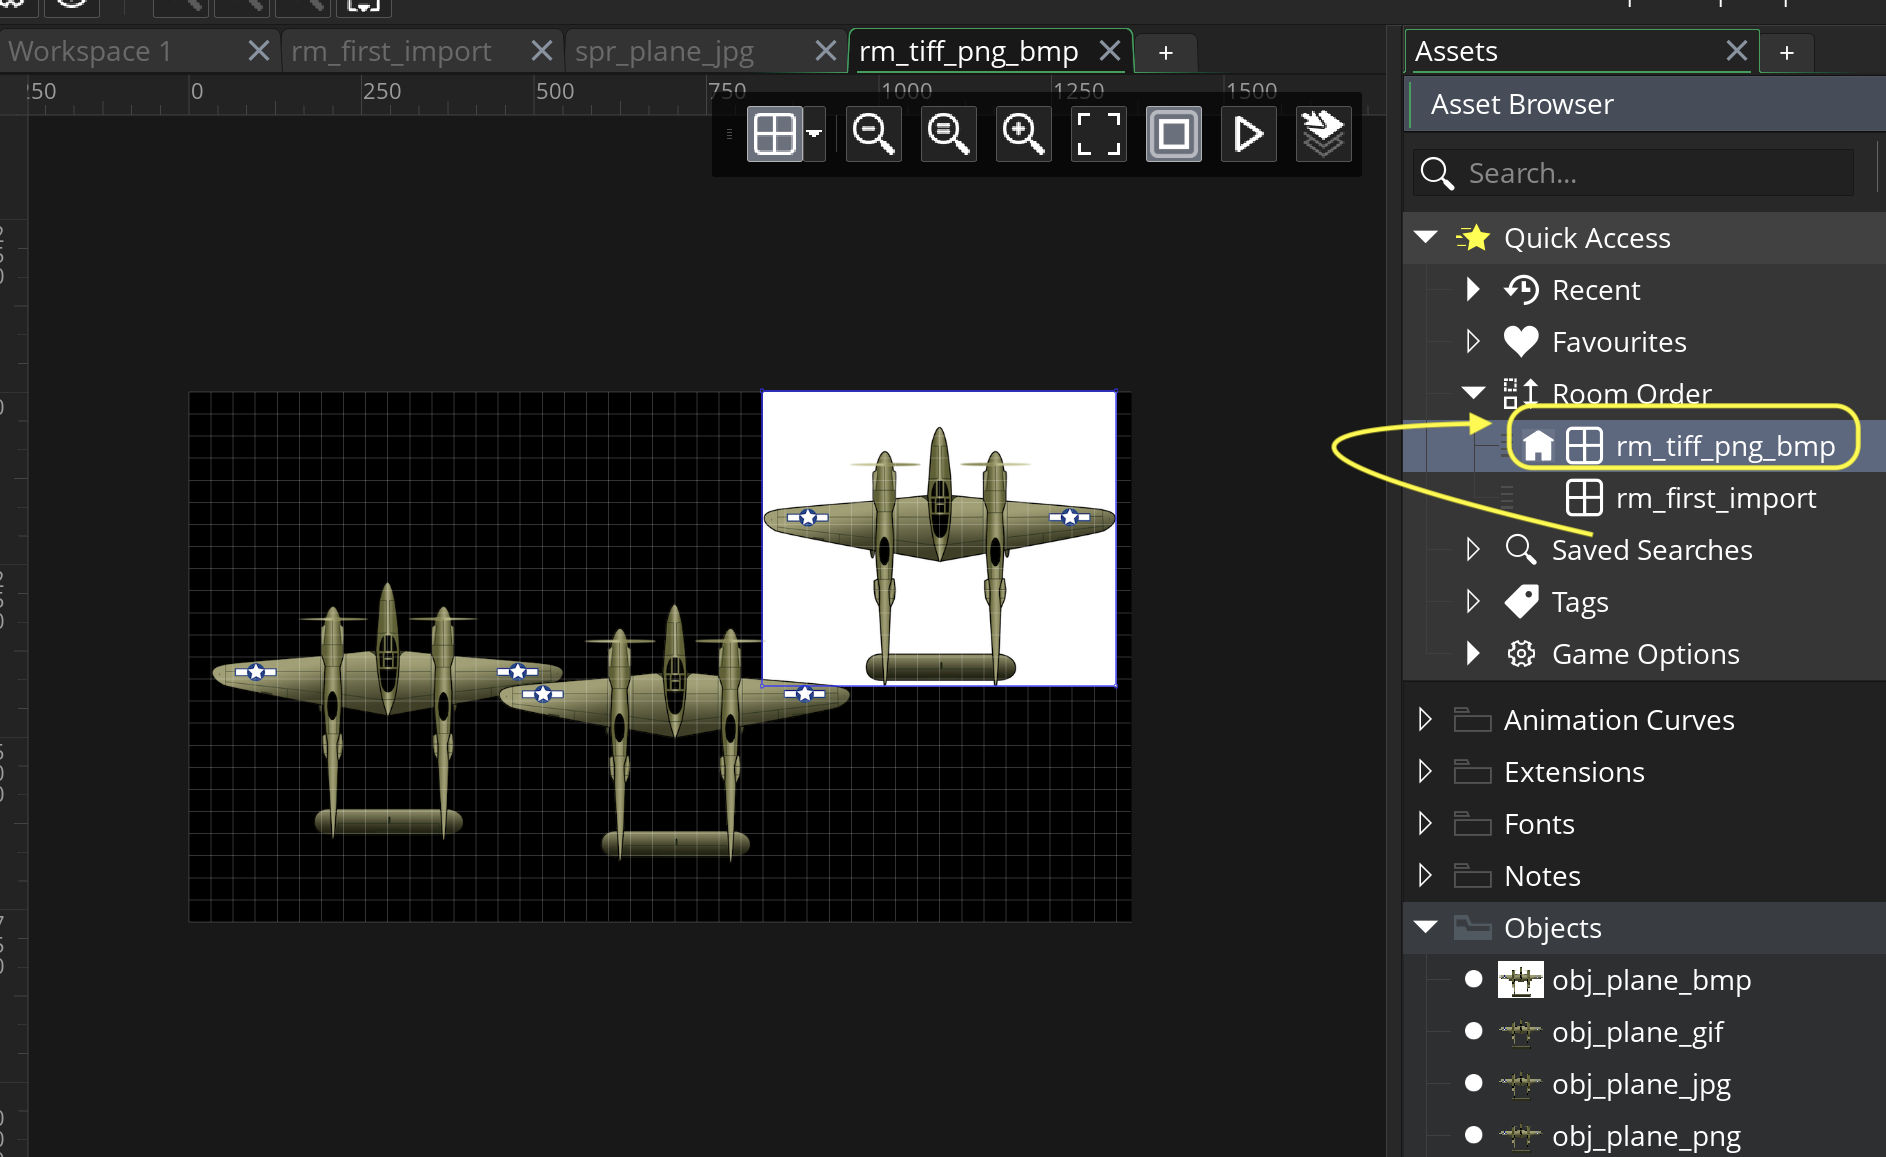 Workspace 1
rm_first_import
spr_plane_jpg
rm_tiff_png_bmp
+
Assets
+
:50
0
250
500
750
1000
1250
1500
Asset Browser
Search...
Quick Access
Recent
Favourites
Room Order
rm_tiff_png_bmp
rm_first_import
Saved Searches
Tags
Game Options
Animation Curves
Extensions
Fonts
Notes
Objects
obj_plane_bmp
obj_plane_gif
obj_plane_jpg
obj_plane_png